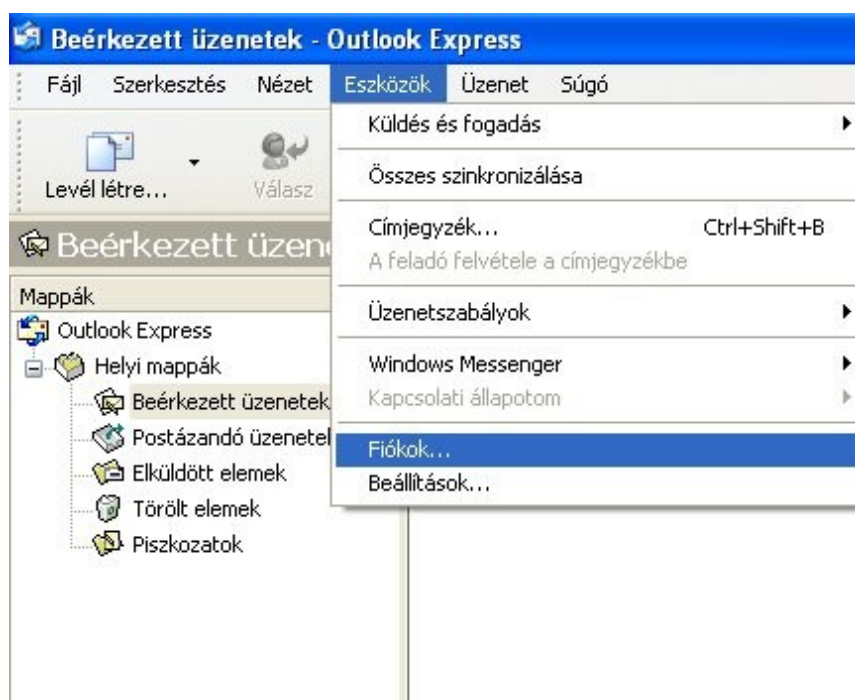 Beérkezett üzenetek - Outlook Express
Fájl Szerkesztés Nézet Eszközök Üzenet Súgó
Levél létre... Válasz
Küldés és fogadás
Összes szinkronizálása
Címjegyzék... Ctrl+Shift+B
A feladó felvétele a címjegyzékbe
Üzenetszabályok
Windows Messenger
Kapcsolati állapotom
Fiókok...
Beállítások...
Beérkezett üzen
Mappák
Outlook Express
Helyi mappák
Beérkezett üzenetek
Postázandó üzenetel
Elküldött elemek
Törölt elemek
Piszkozatok